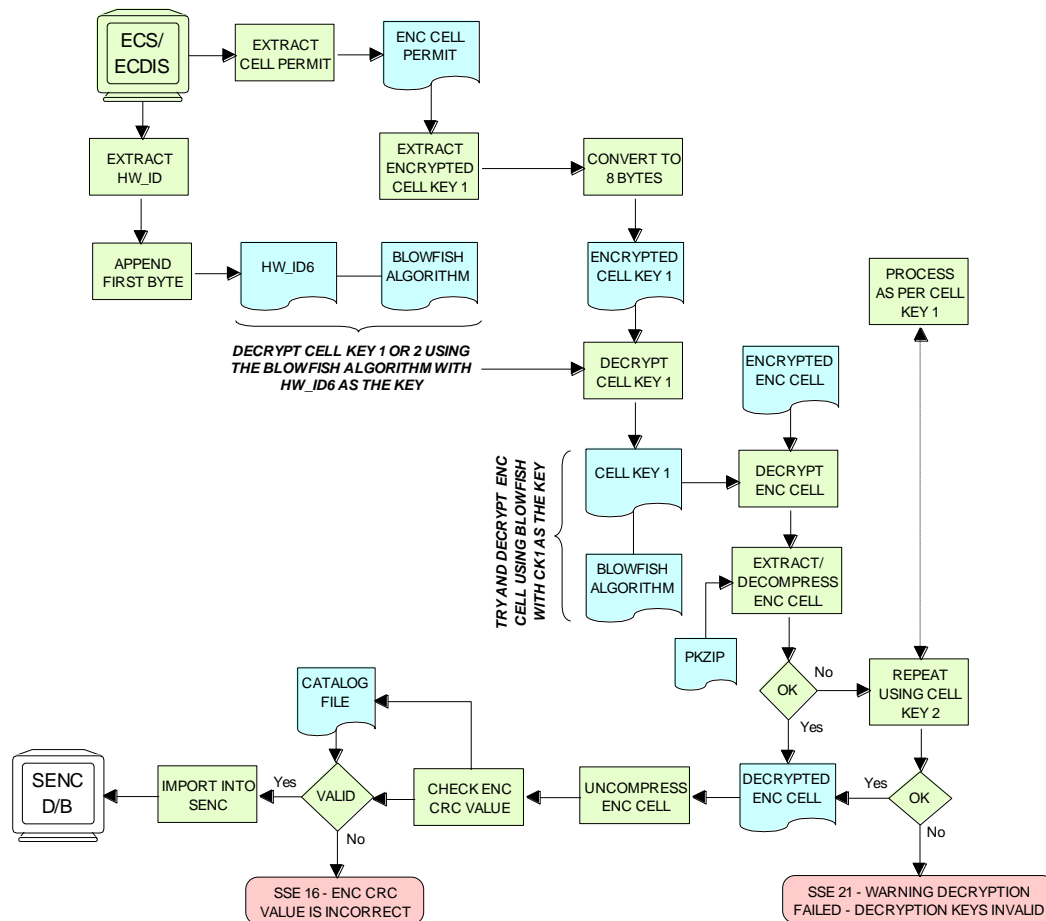 ECS/
ECDIS
EXTRACT
CELL PERMIT
ENC CELL
PERMIT
EXTRACT
HW_ID
EXTRACT
ENCRYPTED
CELL KEY 1
CONVERT TO
8 BYTES
APPEND
FIRST BYTE
HW_ID6
BLOWFISH
ALGORITHM
ENCRYPTED
CELL KEY 1
PROCESS
AS PER CELL
KEY 1
DECRYPT CELL KEY 1 OR 2 USING
THE BLOWFISH ALGORITHM WITH
HW_ID6 AS THE KEY
DECRYPT
CELL KEY 1
ENCRYPTED
ENC CELL
TRY AND DECRYPT ENC
CELL USING BLOWFISH
WITH CK1 AS THE KEY
CELL KEY 1
DECRYPT
ENC CELL
BLOWFISH
ALGORITHM
EXTRACT/
DECOMPRESS
ENC CELL
PKZIP
OK
No
Yes
REPEAT
USING CELL
KEY 2
CATALOG
FILE
SENC
D/B
IMPORT INTO
SENC
Yes
VALID
No
CHECK ENC
CRC VALUE
UNCOMPRESS
ENC CELL
DECRYPTED
ENC CELL
Yes
OK
No
SSE 16 - ENC CRC
VALUE IS INCORRECT
SSE 21 - WARNING DECRYPTION
FAILED - DECRYPTION KEYS INVALID